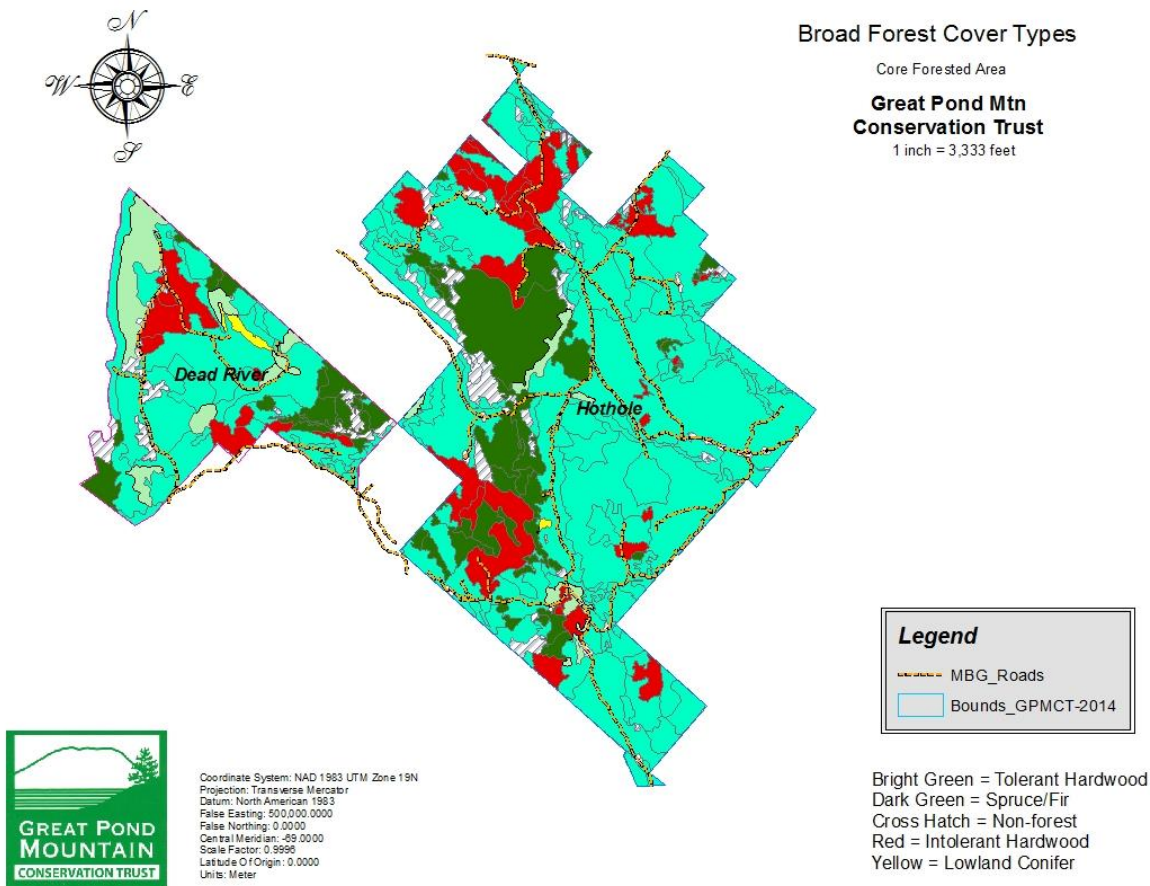 N
W
E
S
Broad Forest Cover Types
Core Forested Area
Great Pond Mtn
Conservation Trust
1 inch = 3,333 feet
Dead River
Hothole
Legend
MBG_Roads
Bounds_GPMCT-2014
GREAT POND
MOUNTAIN
CONSERVATION TRUST
Coordinate System: NAD 1983 UTM Zone 19N
Projection: Transverse Mercator
Datum: North American 1983
False Easting: 500,000.0000
False Northing: 0.0000
Central Meridian: -69.0000
Scale Factor: 0.9996
Latitude Of Origin: 0.0000
Units: Meter
Bright Green = Tolerant Hardwood
Dark Green = Spruce/Fir
Cross Hatch = Non-forest
Red = Intolerant Hardwood
Yellow = Lowland Conifer